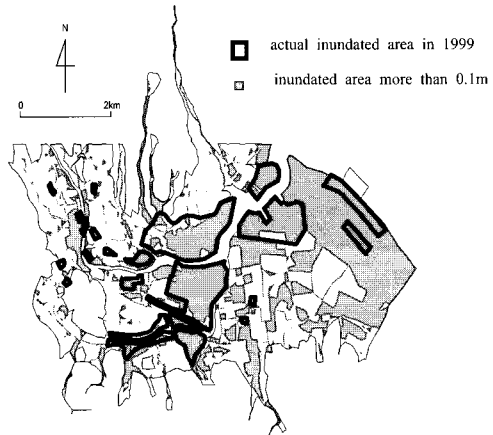 N
actual inundated area in 1999
inundated area more than 0.1m
0 2km